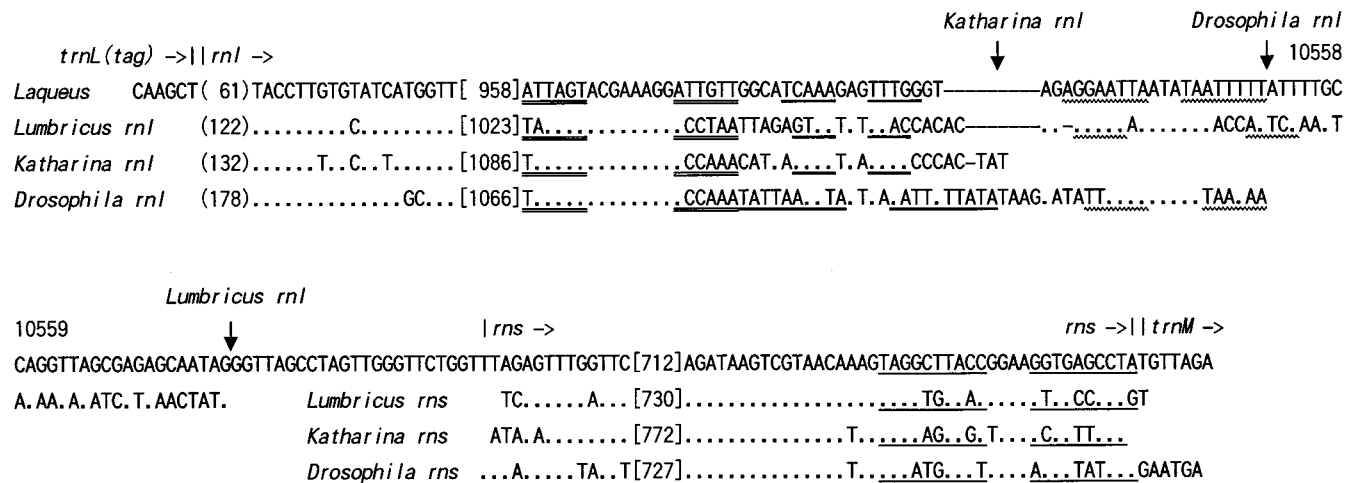 Katharina rnl Drosophila rnl
trnL(tag) ->||rnl -> 10558
Laqueus CAAGCT( 61)TACCTTGTGTATCATGGTT[ 958]ATTAGTACGAAAGGATTGTTGGCATCAAAGAGTTTGGGT—————AGAGGAATTAATATAATTTTTATTTTGC
Lumbricus rnl (122)..........C........[1023]TA..............CCTAATTAGAGT..T.T..ACCACAC—————..-.....A.......ACCA.TC.AA.T
Katharina rnl (132).......T..C..T.....[1086]T...............CCAAACAT.A....T.A....CCCAC-TAT
Drosophila rnl (178)..............GC...[1066]T...............CCAAATATTAA..TA.T.A.ATT.TTATATAAG.ATATT.........TAA.AA
Lumbricus rnl
10559 |rns -> rns ->||trnM ->
CAGGTTAGCGAGAGCAATAGGGTTAGCCTAGTTGGGTTCTGGTTTAGAGTTTGGTTC[712]AGATAAGTCGTAACAAAGTAGGCTTACCGGAAGGTGAGCCTATGTTAGA
A.AA.A.ATC.T.AACTAT. Lumbricus rns TC......A...[730]......................TG..A......T..CC...GT
Katharina rns ATA.A........[772]...............T......AG..G.T....C..TT...
Drosophila rns ...A.....TA..T[727]...............T.....ATG...T....A...TAT...GAATGA